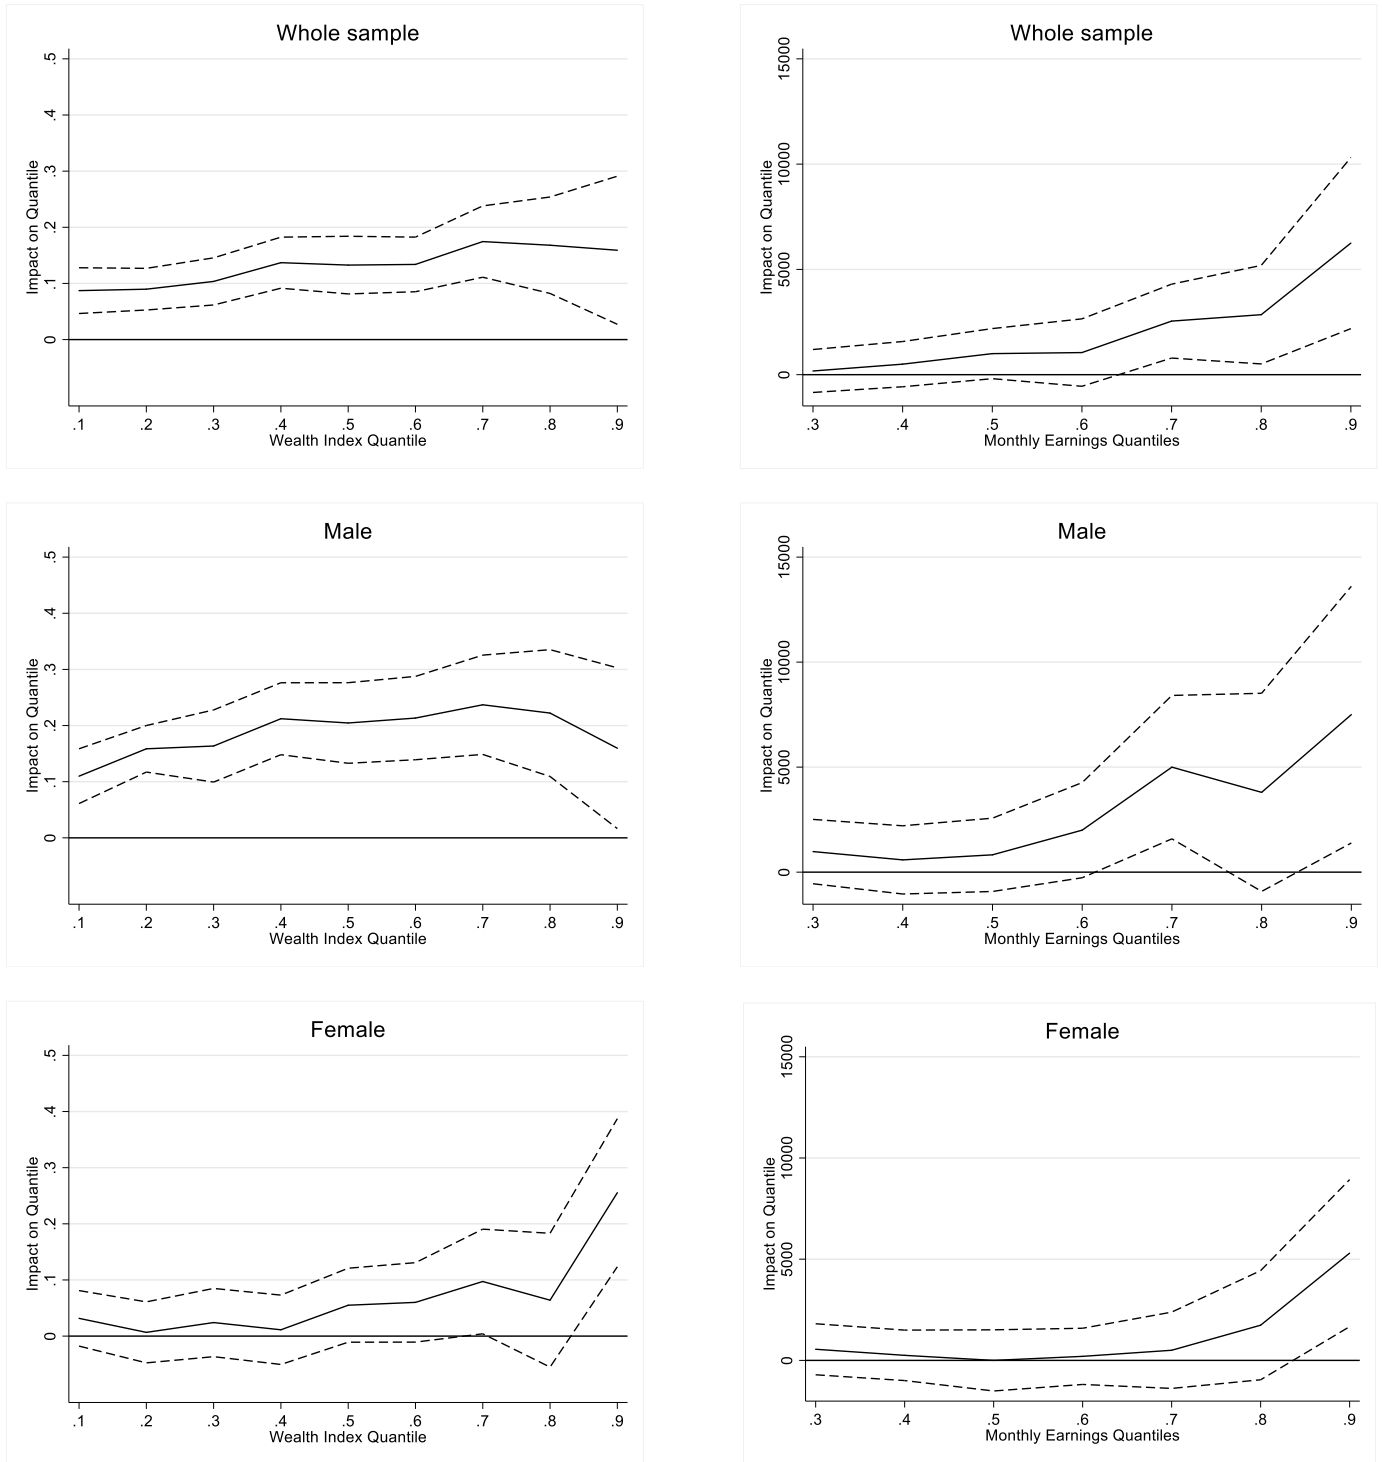 Whole sample
Impact on Quantile
.5
.4
.3
.2
.1
0
.1 .2 .3 .4 .5 .6 .7 .8 .9
Wealth Index Quantile
Whole sample
Impact on Quantile
15000
10000
5000
0
.3 .4 .5 .6 .7 .8 .9
Monthly Earnings Quantiles
Male
Impact on Quantile
.5
.4
.3
.2
.1
0
.1 .2 .3 .4 .5 .6 .7 .8 .9
Wealth Index Quantile
Male
Impact on Quantile
15000
10000
5000
0
.3 .4 .5 .6 .7 .8 .9
Monthly Earnings Quantiles
Female
Impact on Quantile
.5
.4
.3
.2
.1
0
.1 .2 .3 .4 .5 .6 .7 .8 .9
Wealth Index Quantile
Female
Impact on Quantile
15000
10000
5000
0
.3 .4 .5 .6 .7 .8 .9
Monthly Earnings Quantiles